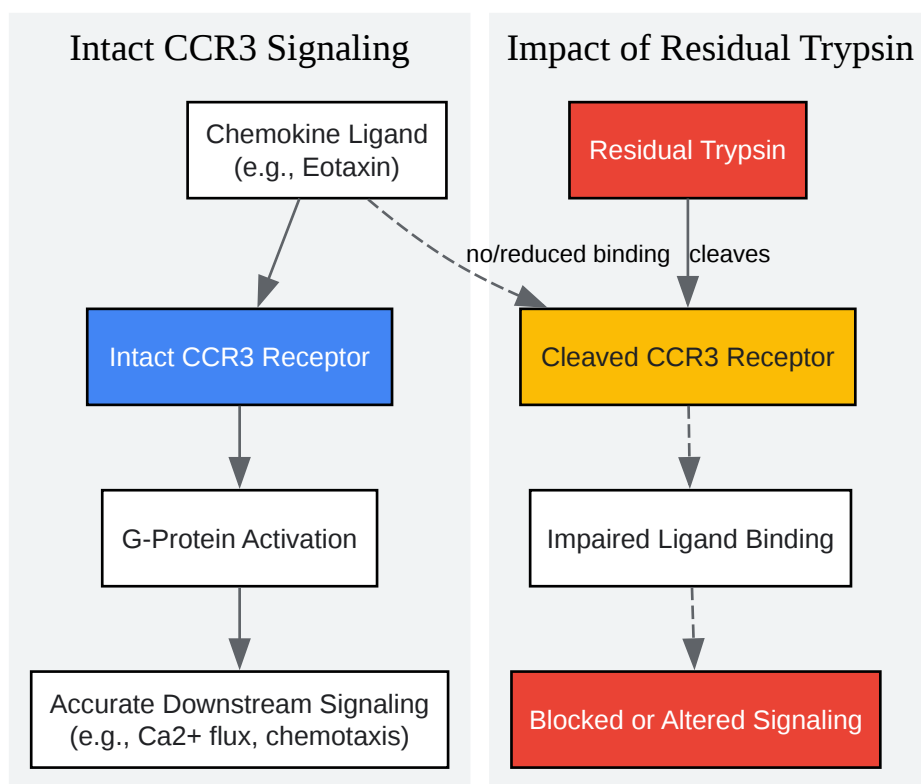 Intact CCR3 Signaling
Impact of Residual Trypsin
Chemokine Ligand
(e.g., Eotaxin)
Residual Trypsin
no/reduced binding
cleaves
Intact CCR3 Receptor
Cleaved CCR3 Receptor
G-Protein Activation
Impaired Ligand Binding
Accurate Downstream Signaling
(e.g., Ca2+ flux, chemotaxis)
Blocked or Altered Signaling